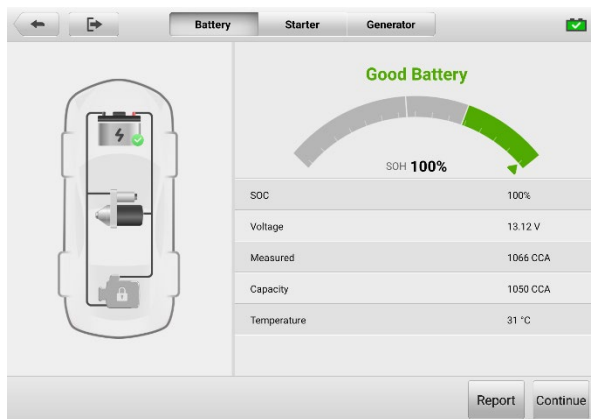 Battery Starter Generator
Good Battery
SOH 100%
SOC 100%
Voltage 13.12 V
Measured 1066 CCA
Capacity 1050 CCA
Temperature 31 °C
Report Continue